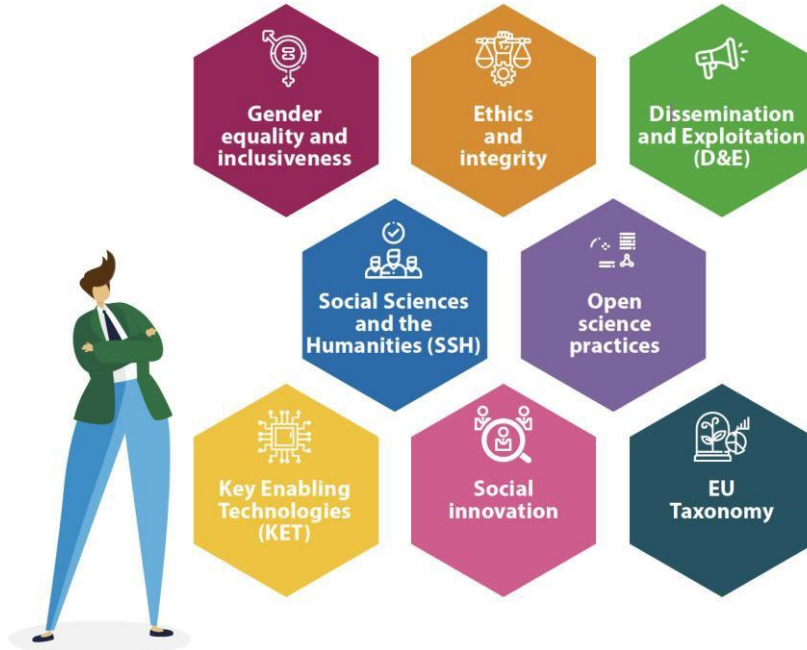 Gender
equality and
inclusiveness
Ethics
and
integrity
Dissemination
and Exploitation
(D&E)
Social Sciences
and the
Humanities (SSH)
Open
science
practices
Key Enabling
Technologies
(KET)
Social
innovation
EU
Taxonomy